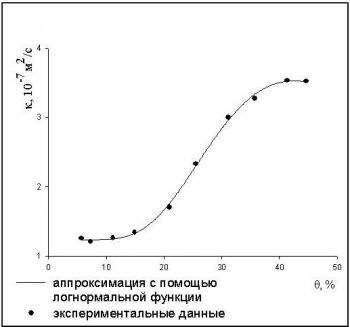 κ, 10⁻⁷ м²/с
4
3
2
1
0
10
20
30
40
50
θ, %
аппроксимация с помощью
логнормальной функции
экспериментальные данные